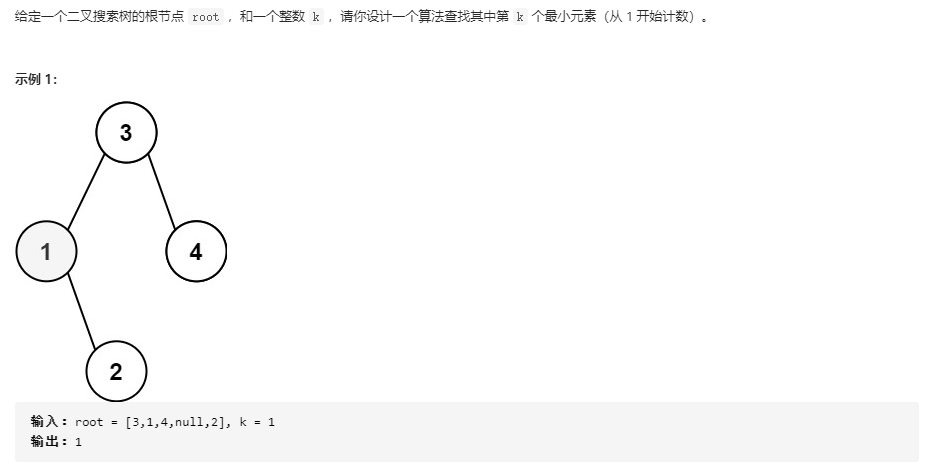 给定一个二叉搜索树的根节点 root ，和一个整数 k ，请你设计一个算法查找其中第 k 个最小元素（从 1 开始计数）。
示例 1：
3
1
4
2
输入：root = [3,1,4,null,2], k = 1
输出：1